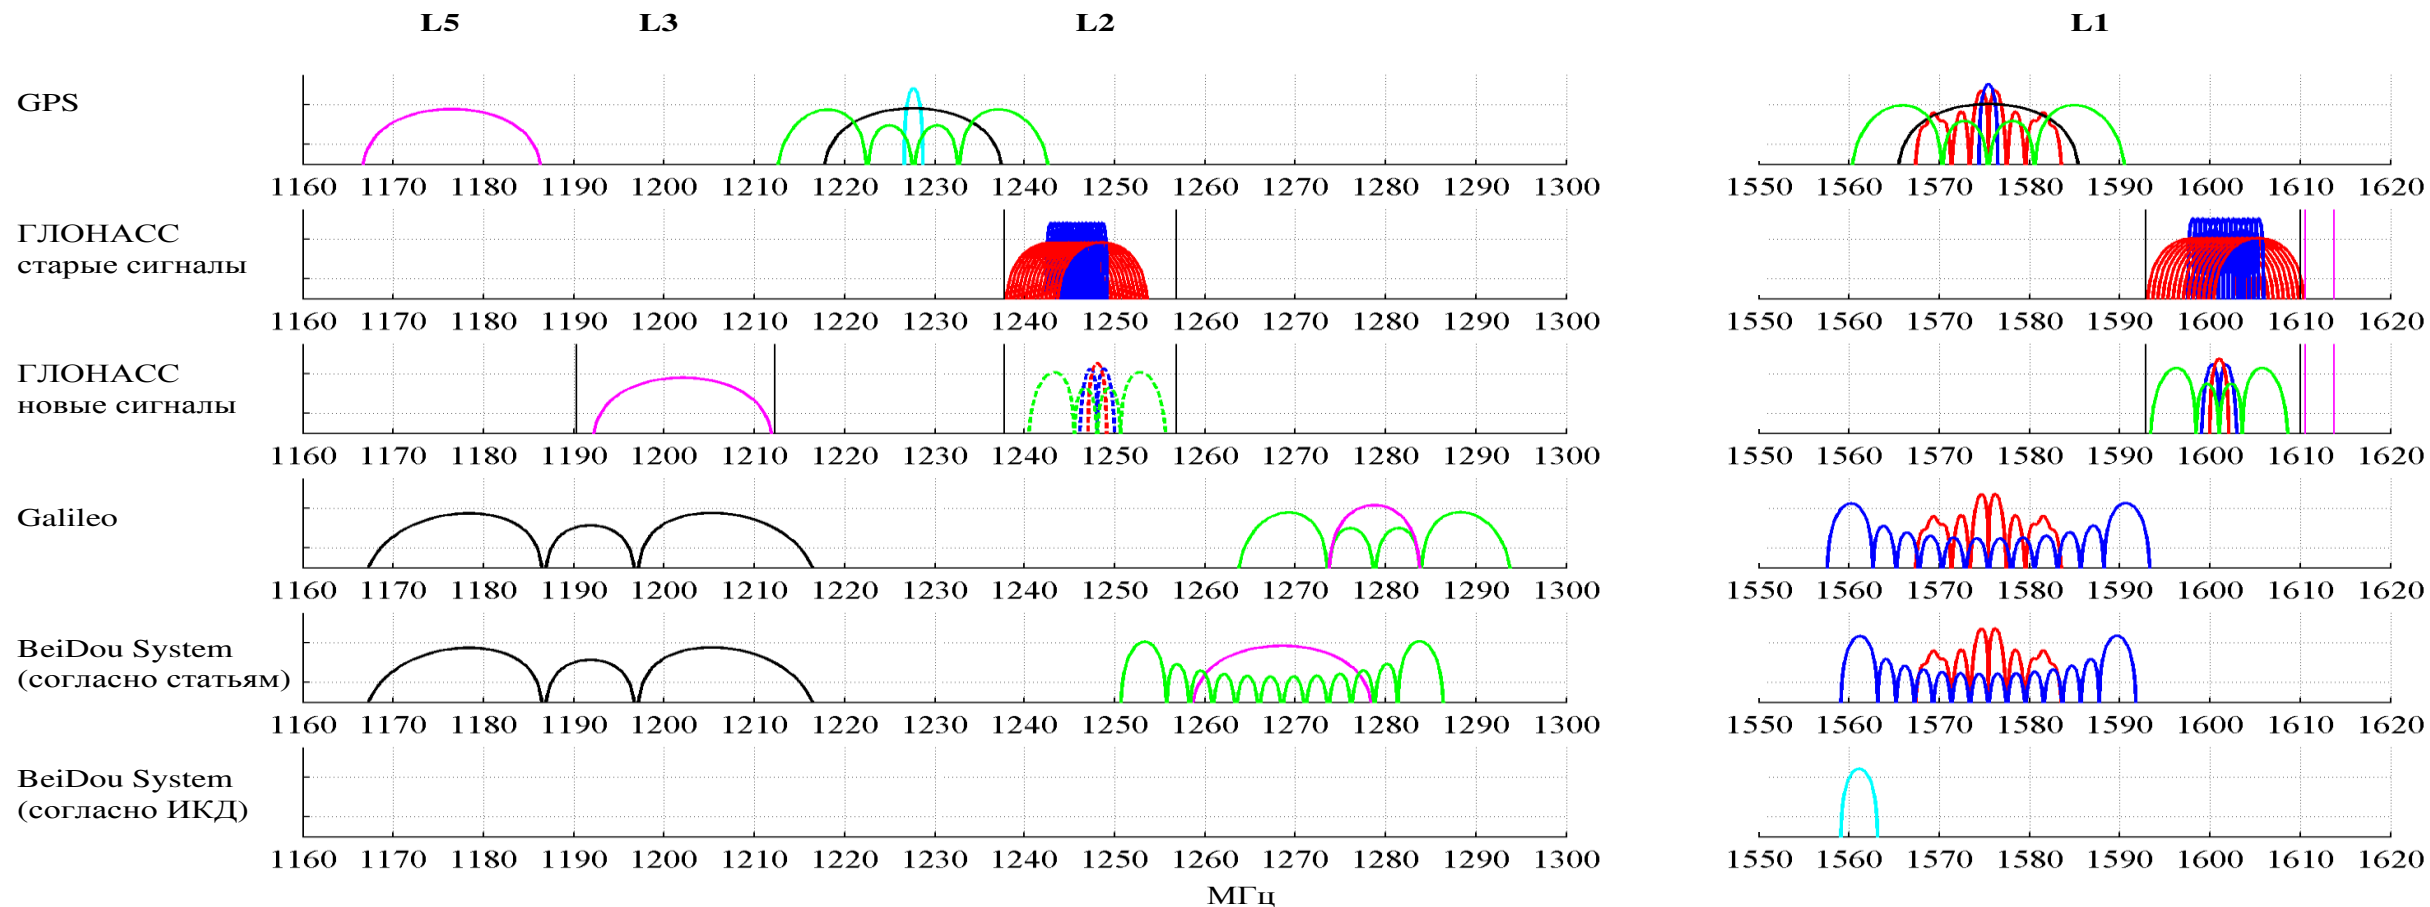 L5 L3 L2 L1
GPS
1160 1170 1180 1190 1200 1210 1220 1230 1240 1250 1260 1270 1280 1290 1300 1550 1560 1570 1580 1590 1600 1610 1620
ГЛОНАСС
старые сигналы
1160 1170 1180 1190 1200 1210 1220 1230 1240 1250 1260 1270 1280 1290 1300 1550 1560 1570 1580 1590 1600 1610 1620
ГЛОНАСС
новые сигналы
1160 1170 1180 1190 1200 1210 1220 1230 1240 1250 1260 1270 1280 1290 1300 1550 1560 1570 1580 1590 1600 1610 1620
Galileo
1160 1170 1180 1190 1200 1210 1220 1230 1240 1250 1260 1270 1280 1290 1300 1550 1560 1570 1580 1590 1600 1610 1620
BeiDou System
(согласно статьям)
1160 1170 1180 1190 1200 1210 1220 1230 1240 1250 1260 1270 1280 1290 1300 1550 1560 1570 1580 1590 1600 1610 1620
BeiDou System
(согласно ИКД)
1160 1170 1180 1190 1200 1210 1220 1230 1240 1250 1260 1270 1280 1290 1300 1550 1560 1570 1580 1590 1600 1610 1620
МГц